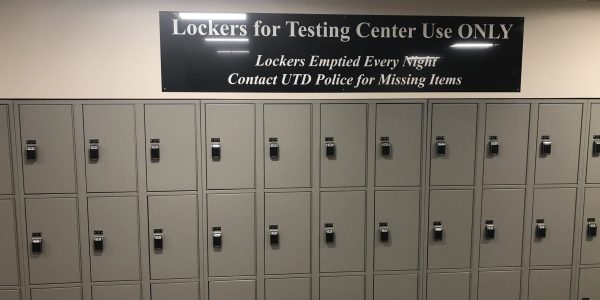 Lockers for Testing Center Use ONLY
Lockers Emptied Every Night
Contact UTD Police for Missing Items